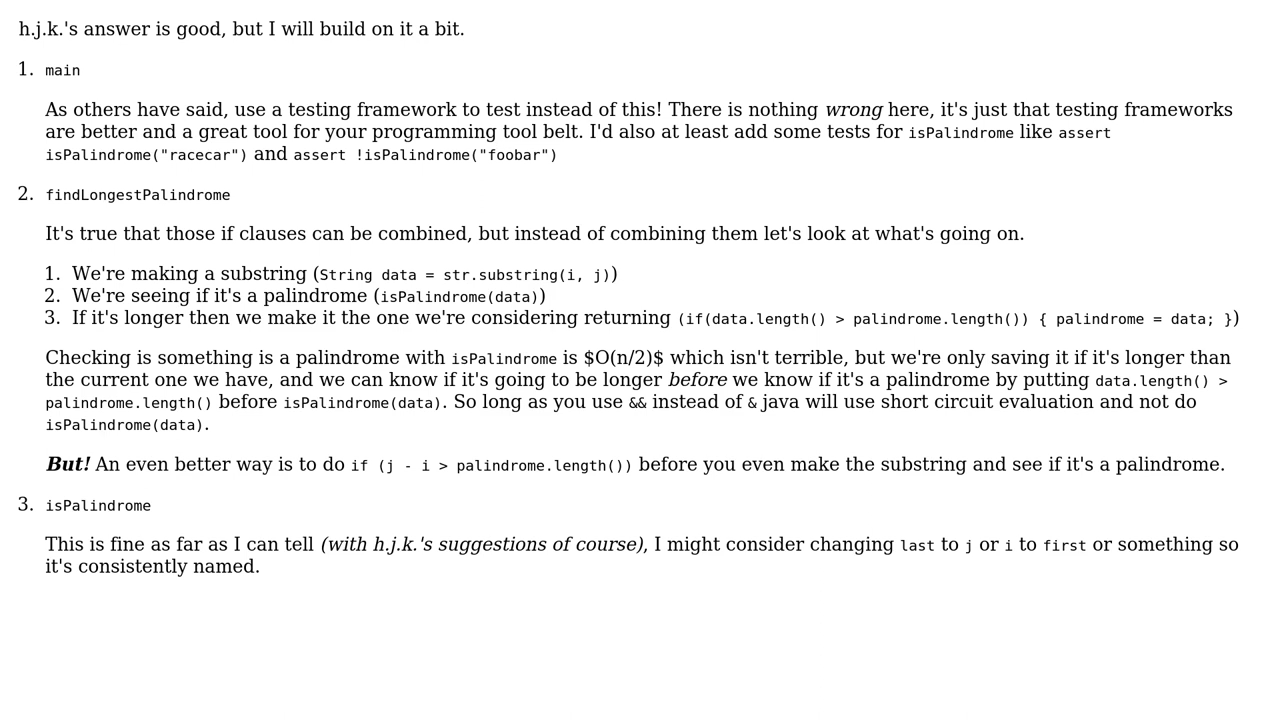 h.j.k.'s answer is good, but I will build on it a bit.
1. main
As others have said, use a testing framework to test instead of this! There is nothing wrong here, it's just that testing frameworks
are better and a great tool for your programming tool belt. I'd also at least add some tests for isPalindrome like assert
isPalindrome("racecar") and assert !isPalindrome("foobar")
2. findLongestPalindrome
It's true that those if clauses can be combined, but instead of combining them let's look at what's going on.
1. We're making a substring (String data = str.substring(i, j))
2. We're seeing if it's a palindrome (isPalindrome(data))
3. If it's longer then we make it the one we're considering returning (if(data.length() > palindrome.length()) { palindrome = data; })
Checking is something is a palindrome with isPalindrome is $O(n/2)$ which isn't terrible, but we're only saving it if it's longer than
the current one we have, and we can know if it's going to be longer before we know if it's a palindrome by putting data.length() >
palindrome.length() before isPalindrome(data). So long as you use && instead of & java will use short circuit evaluation and not do
isPalindrome(data).
But! An even better way is to do if (j - i > palindrome.length()) before you even make the substring and see if it's a palindrome.
3. isPalindrome
This is fine as far as I can tell (with h.j.k.'s suggestions of course), I might consider changing last to j or i to first or something so
it's consistently named.